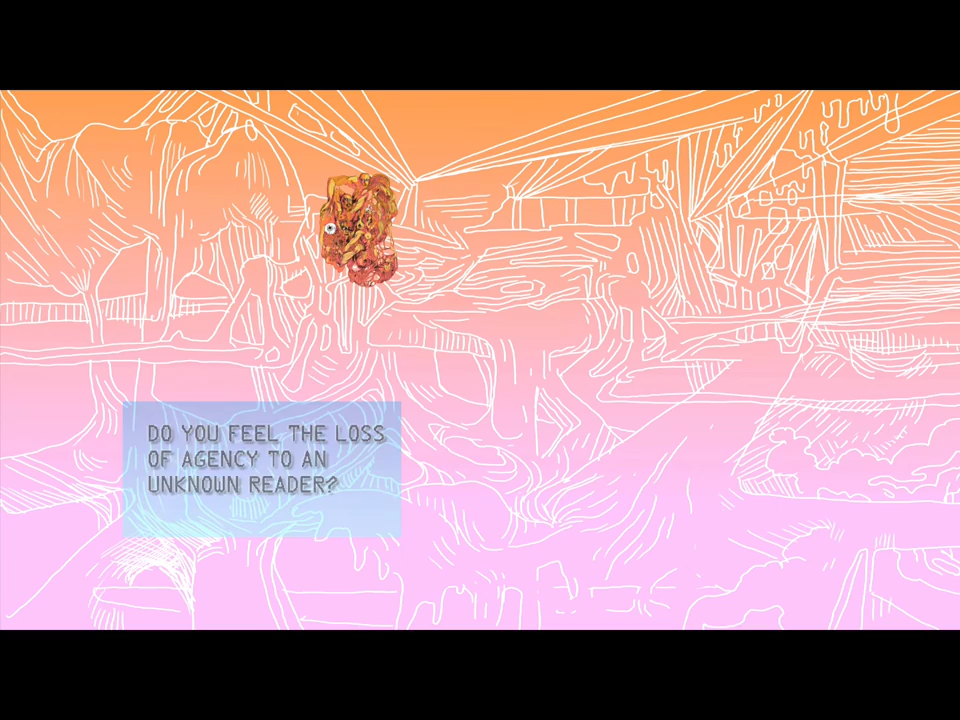 DO YOU FEEL THE LOSS
OF AGENCY TO AN
UNKNOWN READER?